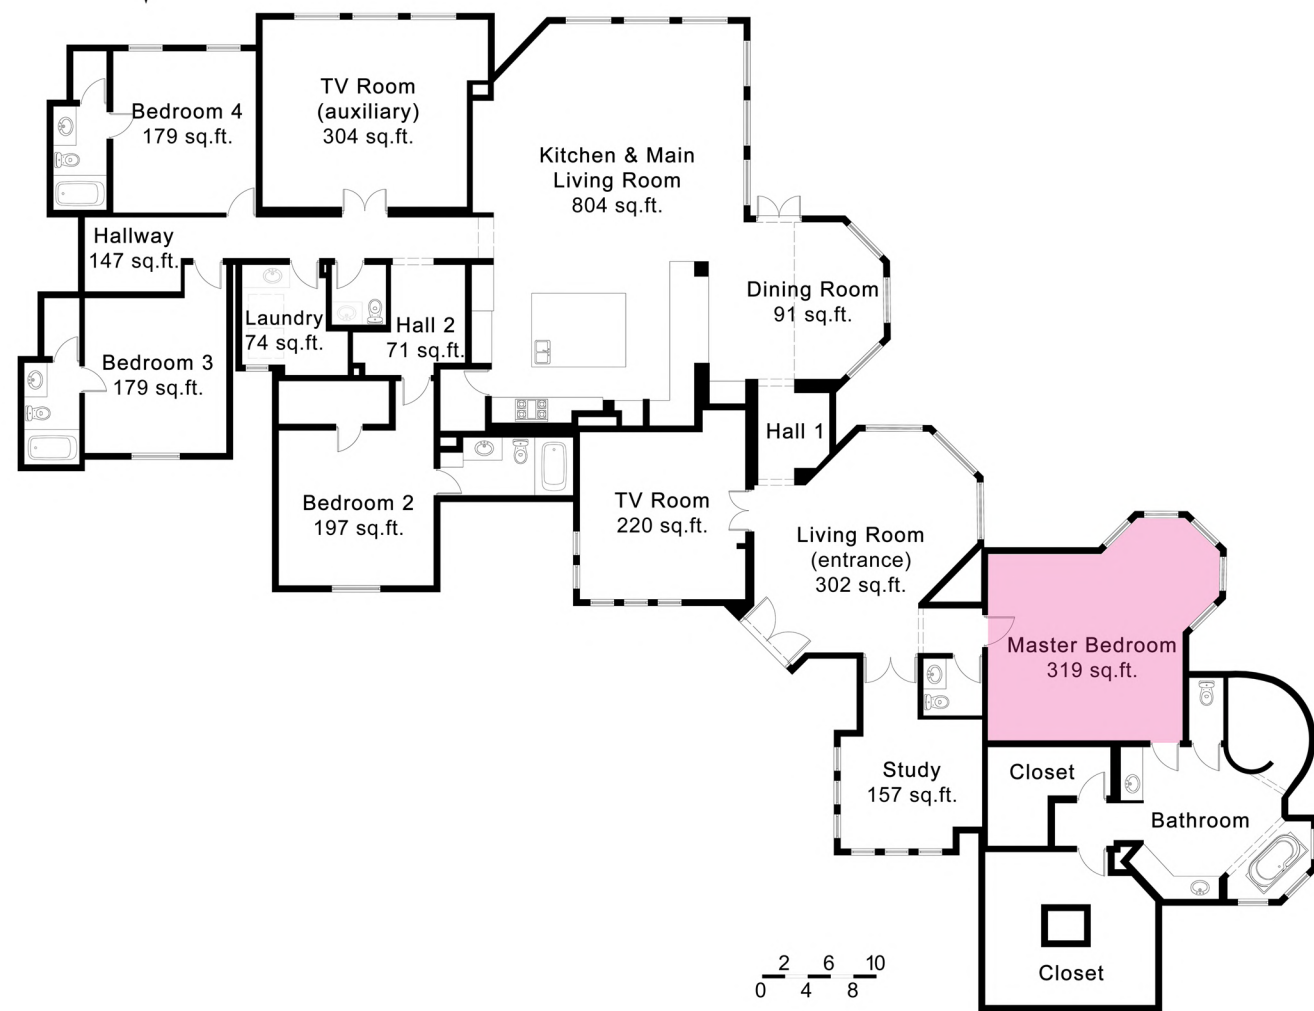 TV Room
(auxiliary)
304 sq.ft.
Bedroom 4
179 sq.ft.
Kitchen & Main
Living Room
804 sq.ft.
Hallway
147 sq.ft.
Dining Room
91 sq.ft.
Laundry
74 sq.ft.
Hall 2
71 sq.ft.
Bedroom 3
179 sq.ft.
Hall 1
Bedroom 2
197 sq.ft.
TV Room
220 sq.ft.
Living Room
(entrance)
302 sq.ft.
Master Bedroom
319 sq.ft.
Study
157 sq.ft.
Closet
Bathroom
Closet
2 6 10
0 4 8